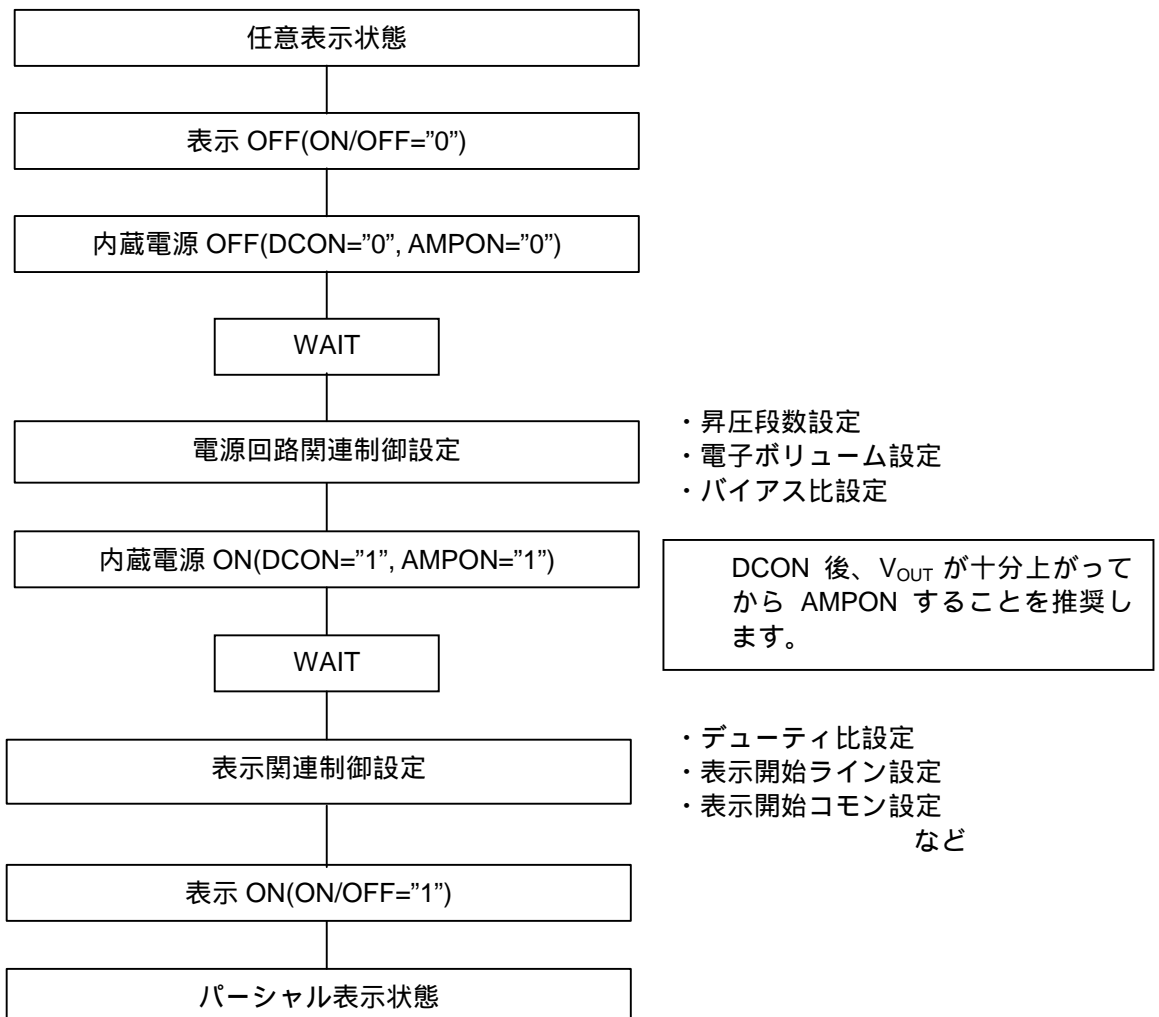 任意表示状態
表示 OFF(ON/OFF=”0”)
内蔵電源 OFF(DCON=”0”, AMPON=”0”)
WAIT
電源回路関連制御設定
・昇圧段数設定
・電子ボリューム設定
・バイアス比設定
内蔵電源 ON(DCON=”1”, AMPON=”1”)
DCON 後、VOUT が十分上がって
から AMPON することを推奨し
ます。
WAIT
表示関連制御設定
・デューティ比設定
・表示開始ライン設定
・表示開始コモン設定
など
表示 ON(ON/OFF=”1”)
パーシャル表示状態